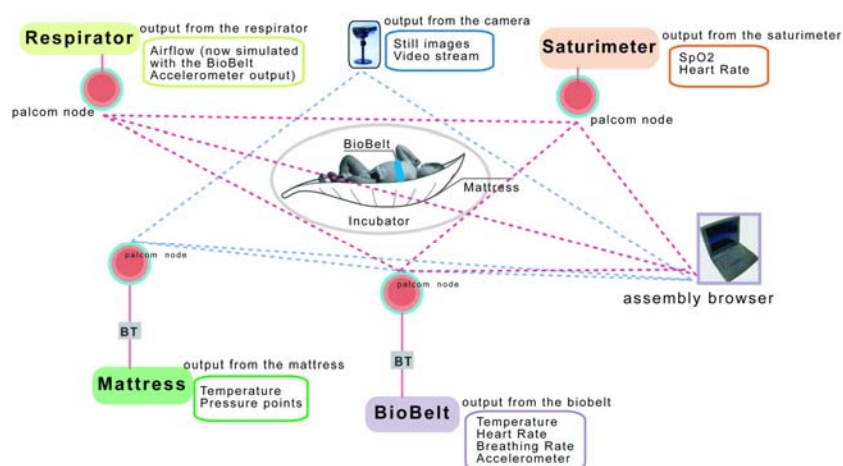 Respirator
output from the respirator
Airflow (now simulated
with the BioBelt
Accelerometer output)
palcom node
output from the camera
Still images
Video stream
output from the saturimeter
Saturimeter
SpO2
Heart Rate
palcom node
BioBelt
Mattress
Incubator
palcom node
palcom node
assembly browser
BT
BT
output from the mattress
Mattress
Temperature
Pressure points
output from the biobelt
BioBelt
Temperature
Heart Rate
Breathing Rate
Accelerometer